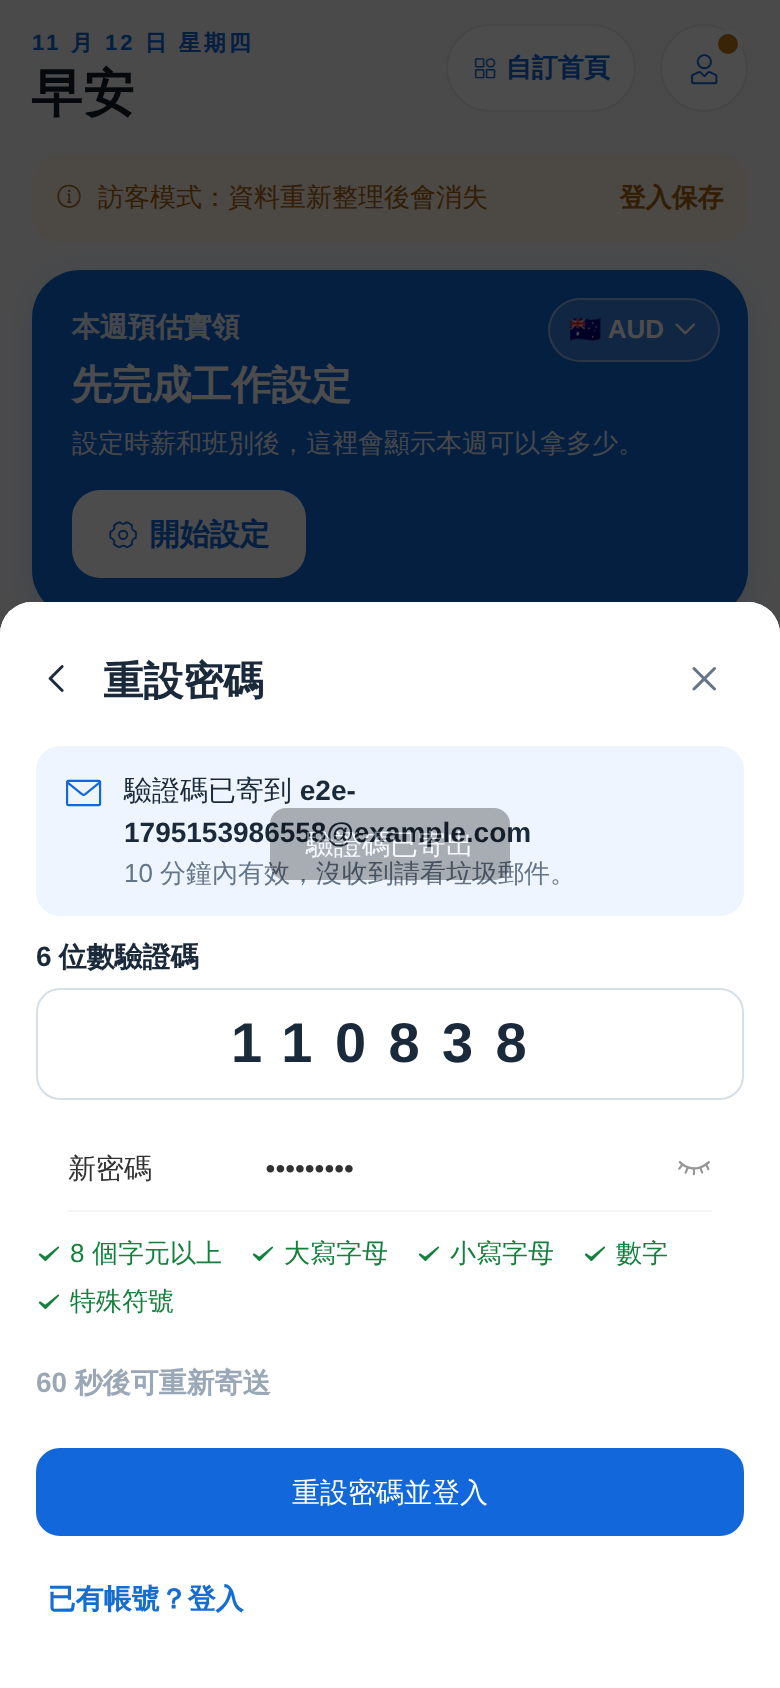 11 月 12 日 星期四
早安
自訂首頁
訪客模式：資料重新整理後會消失
登入保存
本週預估實領
AUD
先完成工作設定
設定時薪和班別後，這裡會顯示本週可以拿多少。
開始設定
重設密碼
驗證碼已寄到 e2e-
1795153986558@example.com
驗證碼已寄出
10 分鐘內有效，沒收到請看垃圾郵件。
6 位數驗證碼
110838
新密碼
•••••••••
8 個字元以上
大寫字母
小寫字母
數字
特殊符號
60 秒後可重新寄送
重設密碼並登入
已有帳號？登入